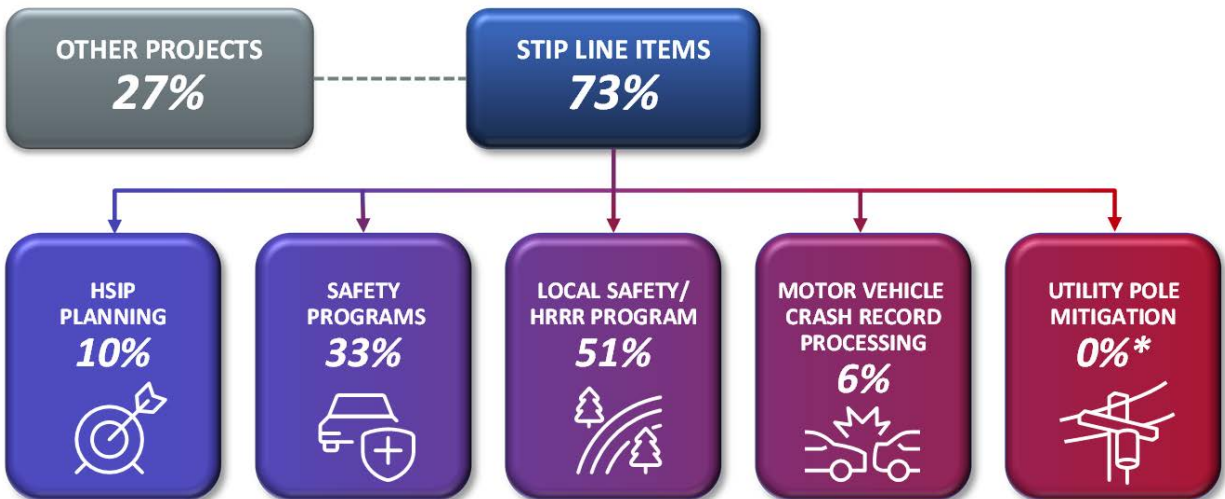 OTHER PROJECTS
27%
STIP LINE ITEMS
73%
HSIP
PLANNING
10%
SAFETY
PROGRAMS
33%
LOCAL SAFETY/
HRRR PROGRAM
51%
MOTOR VEHICLE
CRASH RECORD
PROCESSING
6%
UTILITY POLE
MITIGATION
0%*